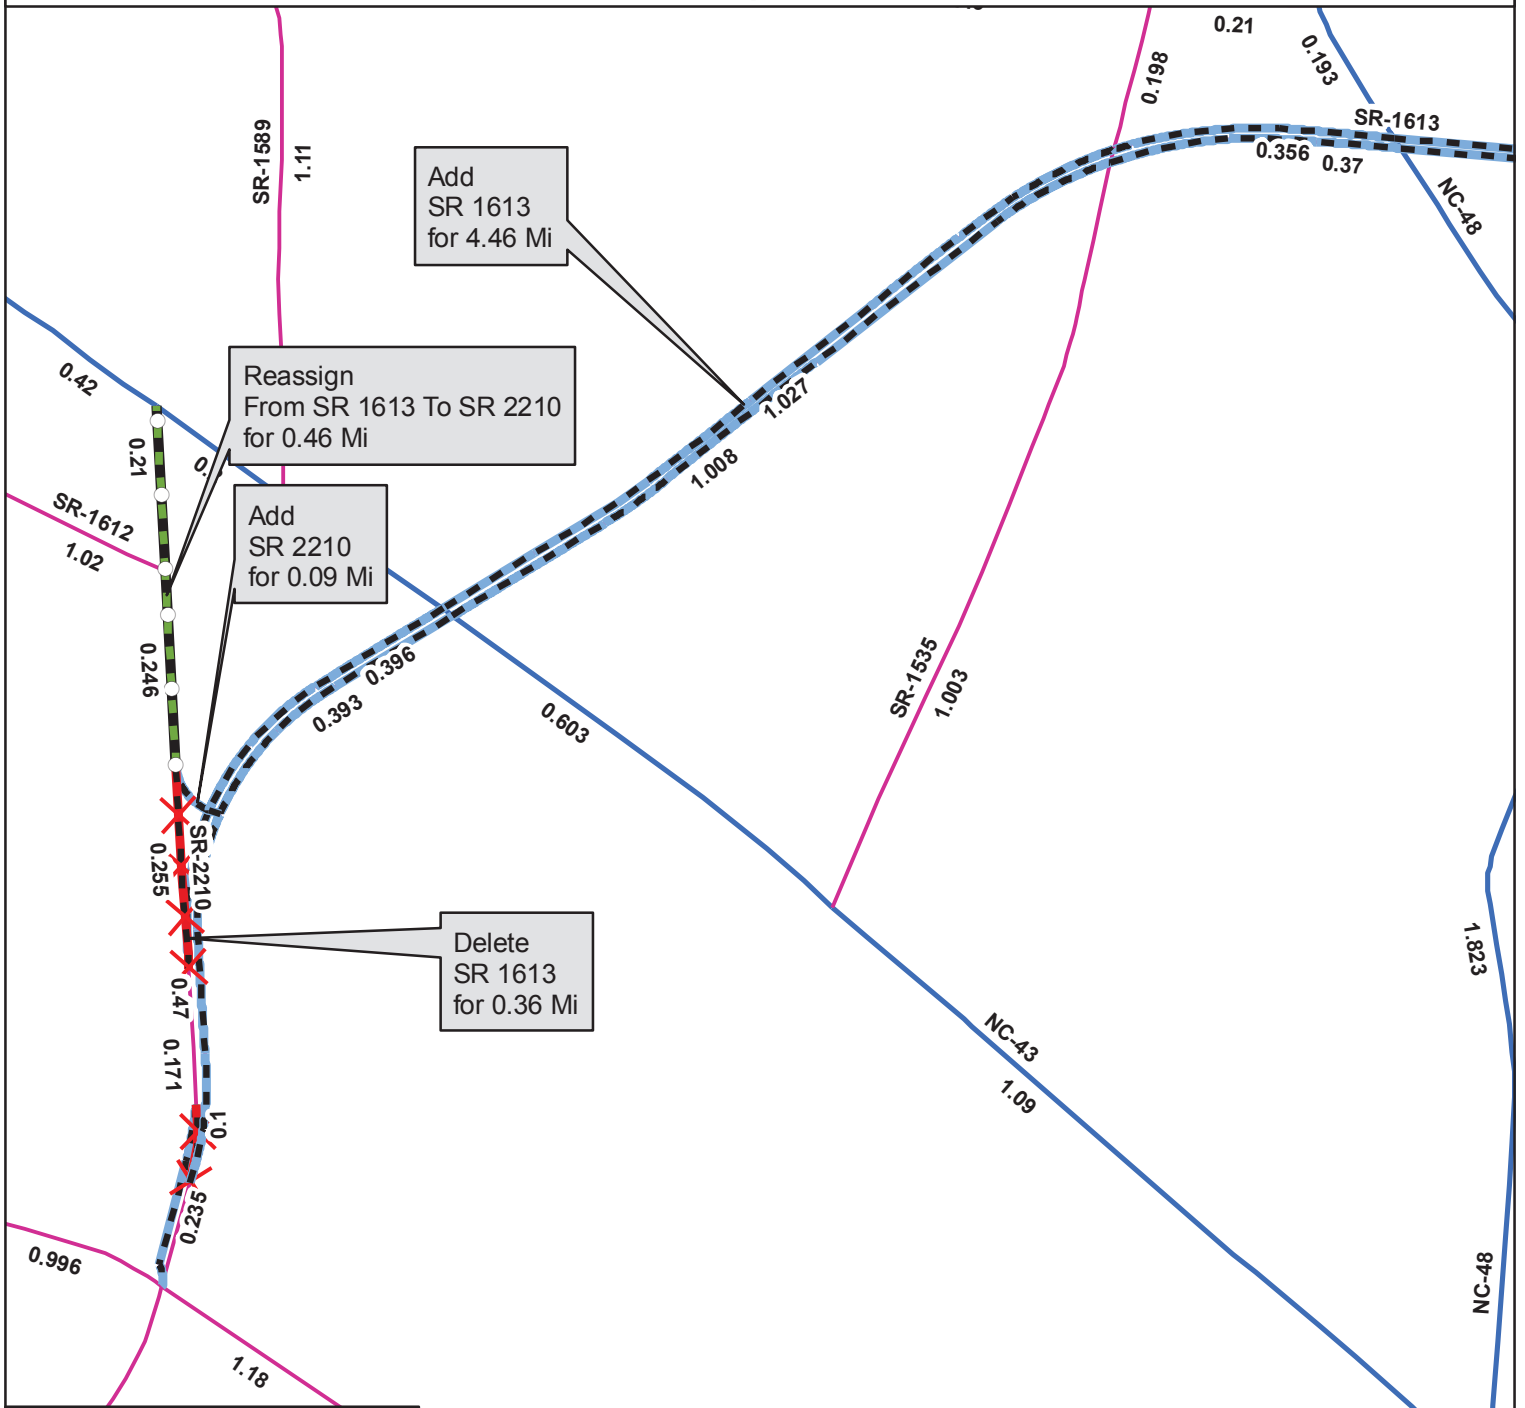 0.21
0.193
0.198
SR-1613
0.356
0.37
NC-48
SR-1589
1.11
Add
SR 1613
for 4.46 Mi
0.42
Reassign
From SR 1613 To SR 2210
for 0.46 Mi
1.027
1.008
0.21
SR-1612
1.02
Add
SR 2210
for 0.09 Mi
0.246
0.396
0.393
0.603
SR-1535
1.003
SR-2210
0.255
Delete
SR 1613
for 0.36 Mi
0.47
0.171
1.0
0.235
1.823
NC-43
1.09
0.996
1.18
NC-48